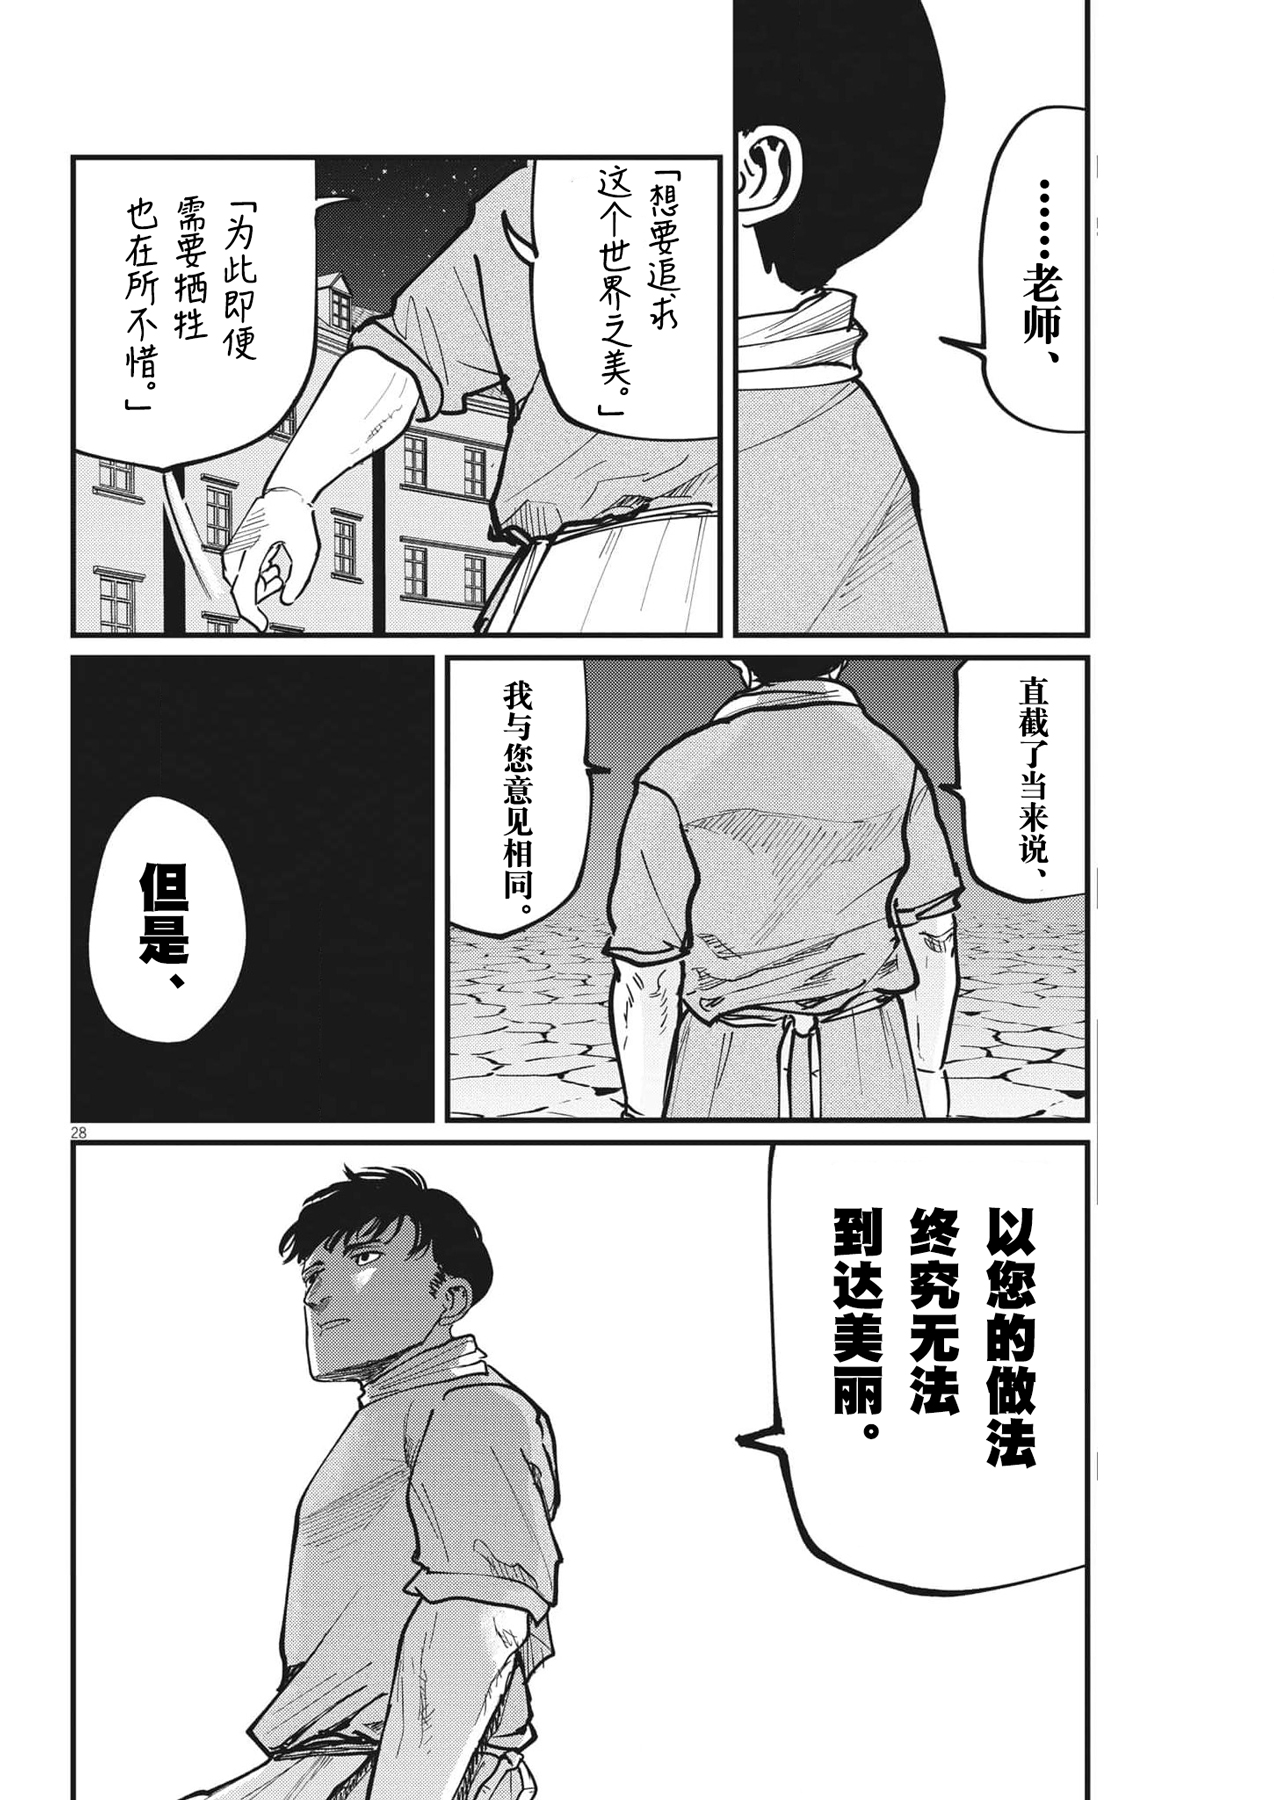 ……老师、
「想要追求
这个世界之美。」
「为此即便
需要牺牲
也在所不惜。」
直截了当来说、
我与您意见相同。
但是、
28
以您的做法
终究无法
到达美丽。